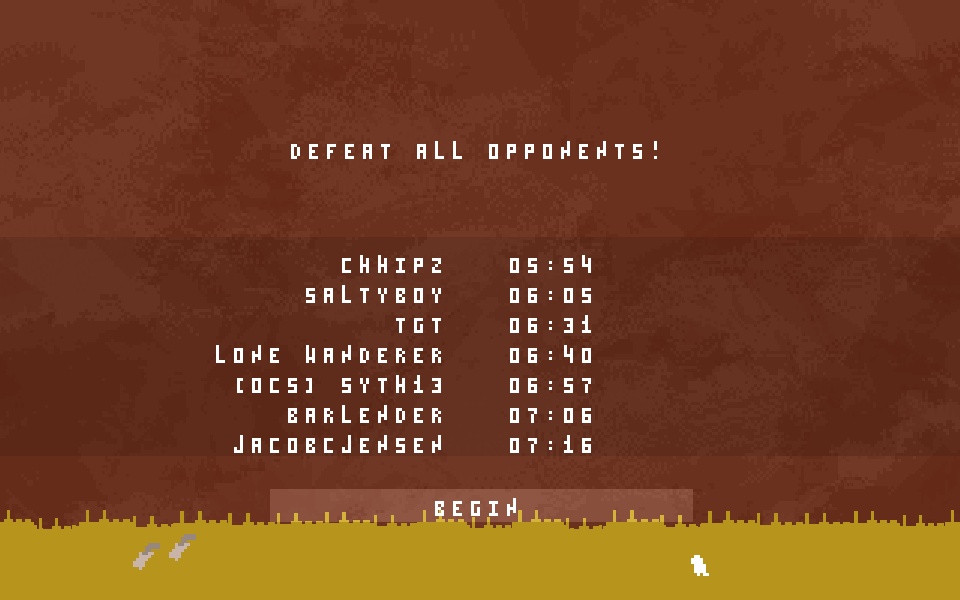 DEFEAT ALL OPPONENTS!
CHHIPZ 05:54
SALTYBOY 06:05
TGT 06:31
LONE WANDERER 06:40
[OCS] SYTH13 06:57
BARLENDER 07:06
JACOBCJENSEN 07:16
BEGIN